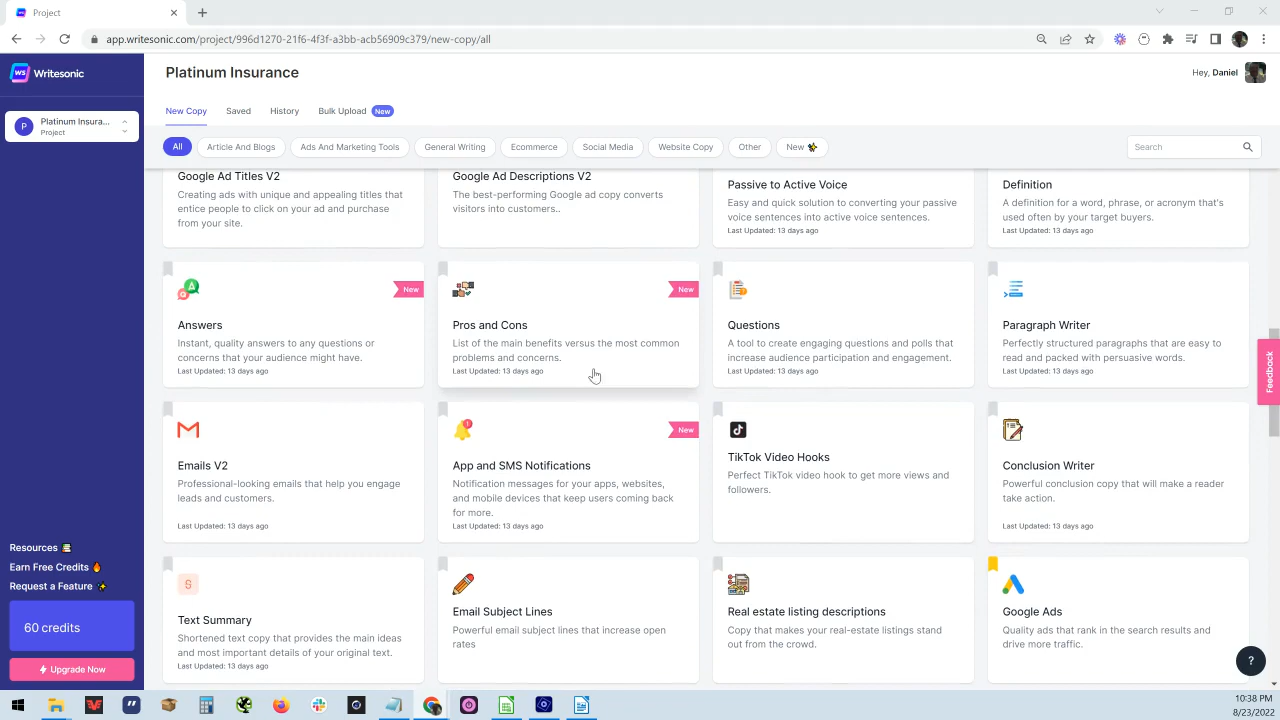 Project
app.writesonic.com/project/996d1270-21f6-4f3f-a3bb-acb56909c379/new-copy/all
WS Writesonic
Platinum Insurance
Hey, Daniel
P Platinum Insura...
Project
New Copy Saved History Bulk Upload New
All Article And Blogs Ads And Marketing Tools General Writing Ecommerce Social Media Website Copy Other New Search
Google Ad Titles V2
Creating ads with unique and appealing titles that
entice people to click on your ad and purchase
from your site.
Google Ad Descriptions V2
The best-performing Google ad copy converts
visitors into customers..
Passive to Active Voice
Easy and quick solution to converting your passive
voice sentences into active voice sentences.
Last Updated: 13 days ago
Definition
A definition for a word, phrase, or acronym that's
used often by your target buyers.
Last Updated: 13 days ago
New
Answers
Instant, quality answers to any questions or
concerns that your audience might have.
Last Updated: 13 days ago
New
Pros and Cons
List of the main benefits versus the most common
problems and concerns.
Last Updated: 13 days ago
Questions
A tool to create engaging questions and polls that
increase audience participation and engagement.
Last Updated: 13 days ago
Paragraph Writer
Perfectly structured paragraphs that are easy to
read and packed with persuasive words.
Last Updated: 13 days ago
Emails V2
Professional-looking emails that help you engage
leads and customers.
Last Updated: 13 days ago
New
App and SMS Notifications
Notification messages for your apps, websites,
and mobile devices that keep users coming back
for more.
Last Updated: 13 days ago
TikTok Video Hooks
Perfect TikTok video hook to get more views and
followers.
Conclusion Writer
Powerful conclusion copy that will make a reader
take action.
Last Updated: 13 days ago
S
Text Summary
Shortened text copy that provides the main ideas
and most important details of your original text.
Last Updated: 13 days ago
Email Subject Lines
Powerful email subject lines that increase open
rates
Real estate listing descriptions
Copy that makes your real-estate listings stand
out from the crowd.
Google Ads
Quality ads that rank in the search results and
drive more traffic.
Feedback
Resources
Earn Free Credits
Request a Feature
60 credits
Upgrade Now
?
10:38 PM
8/23/2022